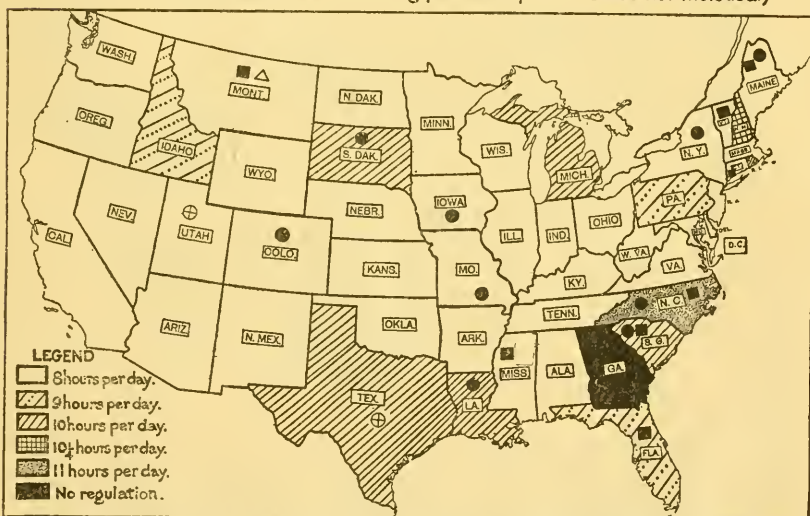 WASH.
MONT.
N. DAK.
MINN.
MAINE
OREG.
IDAHO
S. DAK.
WIS.
MICH.
N.Y.
MASS.
WYO.
IOWA
PA.
NEBR.
NEV.
UTAH
COLO.
ILL.
IND.
OHIO
DEL.
W. VA.
D.C.
CAL.
KANS.
MO.
KY.
VA.
TENN.
N.C.
ARIZ.
N. MEX.
OKLA.
ARK.
S. C.
MISS.
ALA.
GA.
TEX.
LA.
FLA.
LEGEND
8 hours per day.
9 hours per day.
10 hours per day.
10¼ hours per day.
11 hours per day.
No regulation.